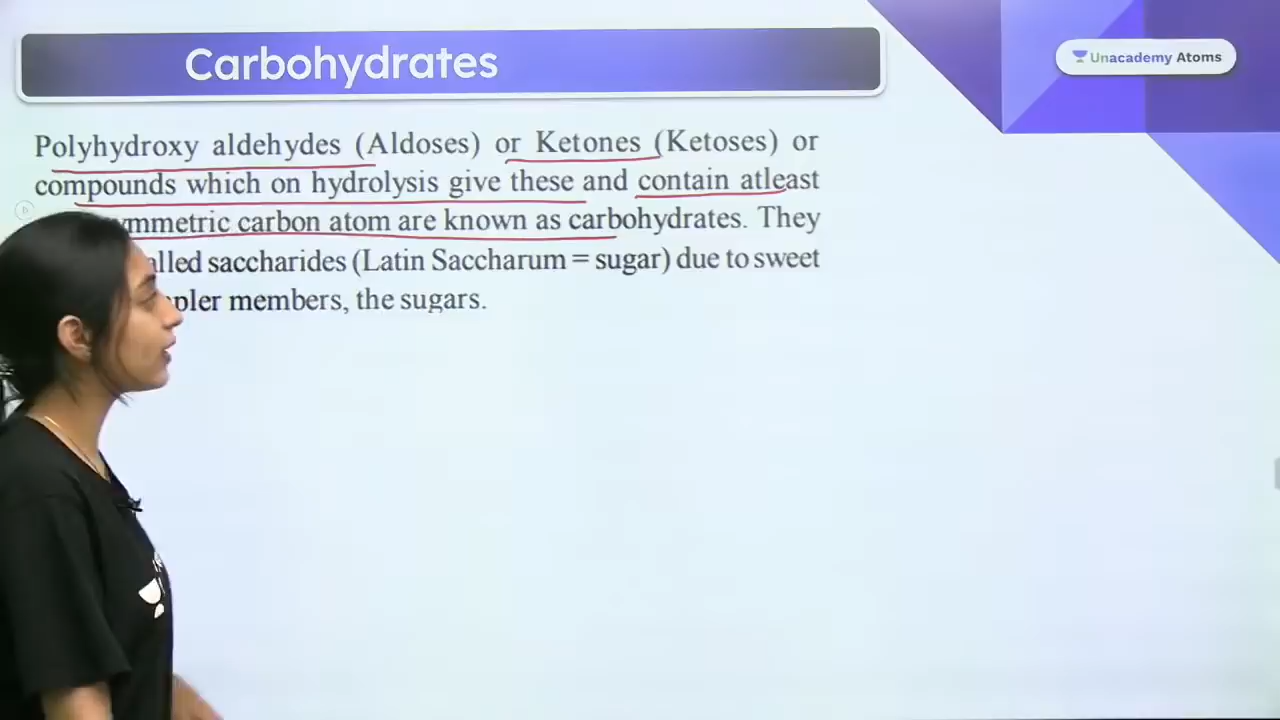 Carbohydrates
Unacademy Atoms
Polyhydroxy aldehydes (Aldoses) or Ketones (Ketoses) or
compounds which on hydrolysis give these and contain atleast
mmetric carbon atom are known as carbohydrates. They
lled saccharides (Latin Saccharum = sugar) due to sweet
pler members, the sugars.